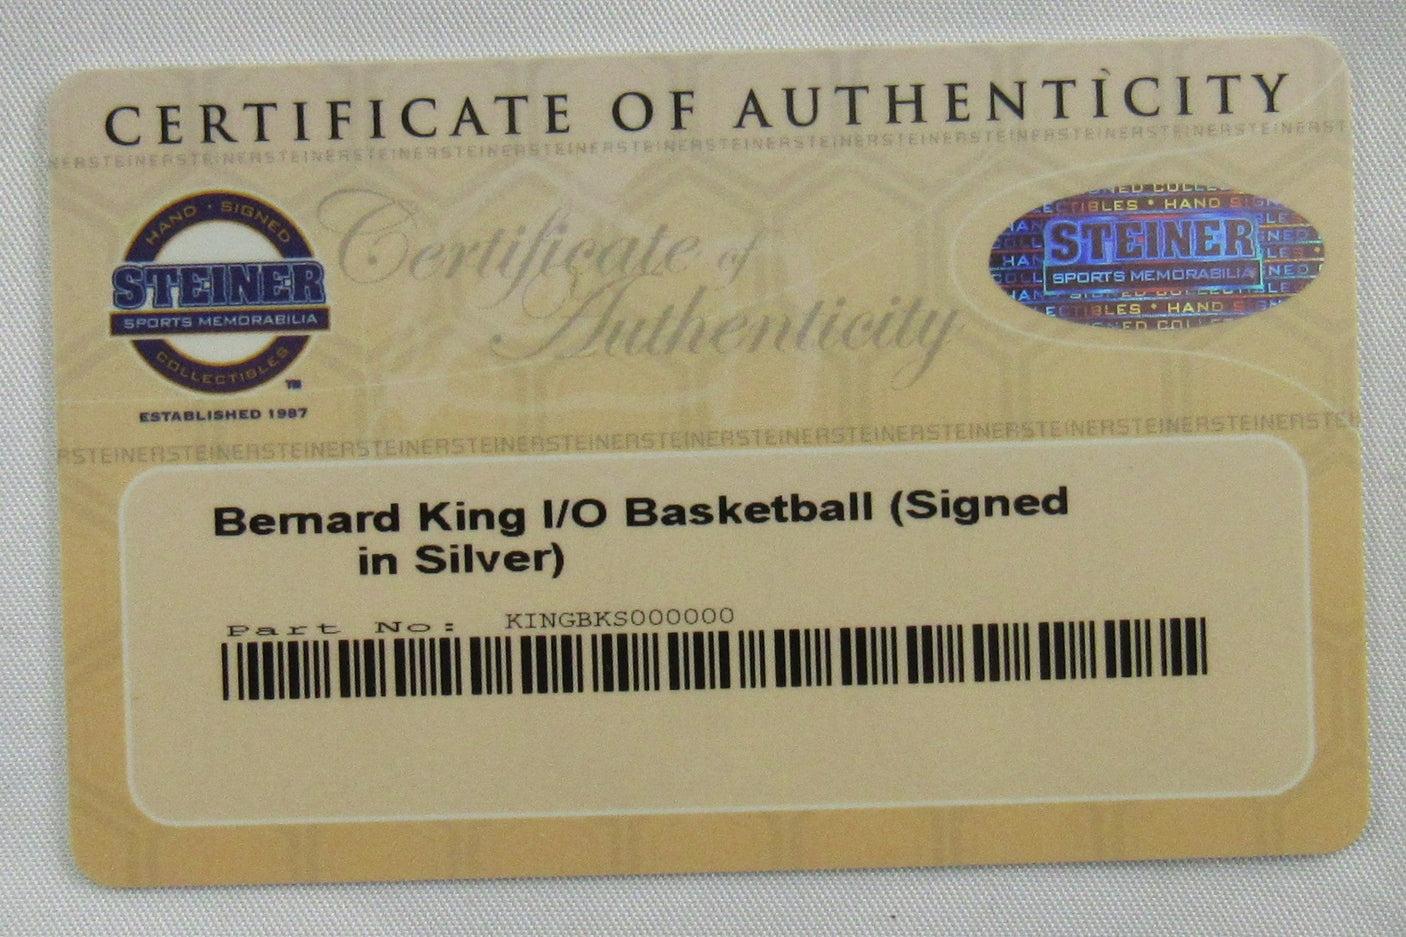 CERTIFICATE OF AUTHENTICITY
HAND • SIGNED
STEINER
SPORTS MEMORABILIA
COLLECTIBLES
TM
ESTABLISHED 1987
Certificate of
Authenticity
STEINER
SPORTS MEMORABILIA
Bernard King I/O Basketball (Signed
in Silver)
Part No: KINGBKS000000